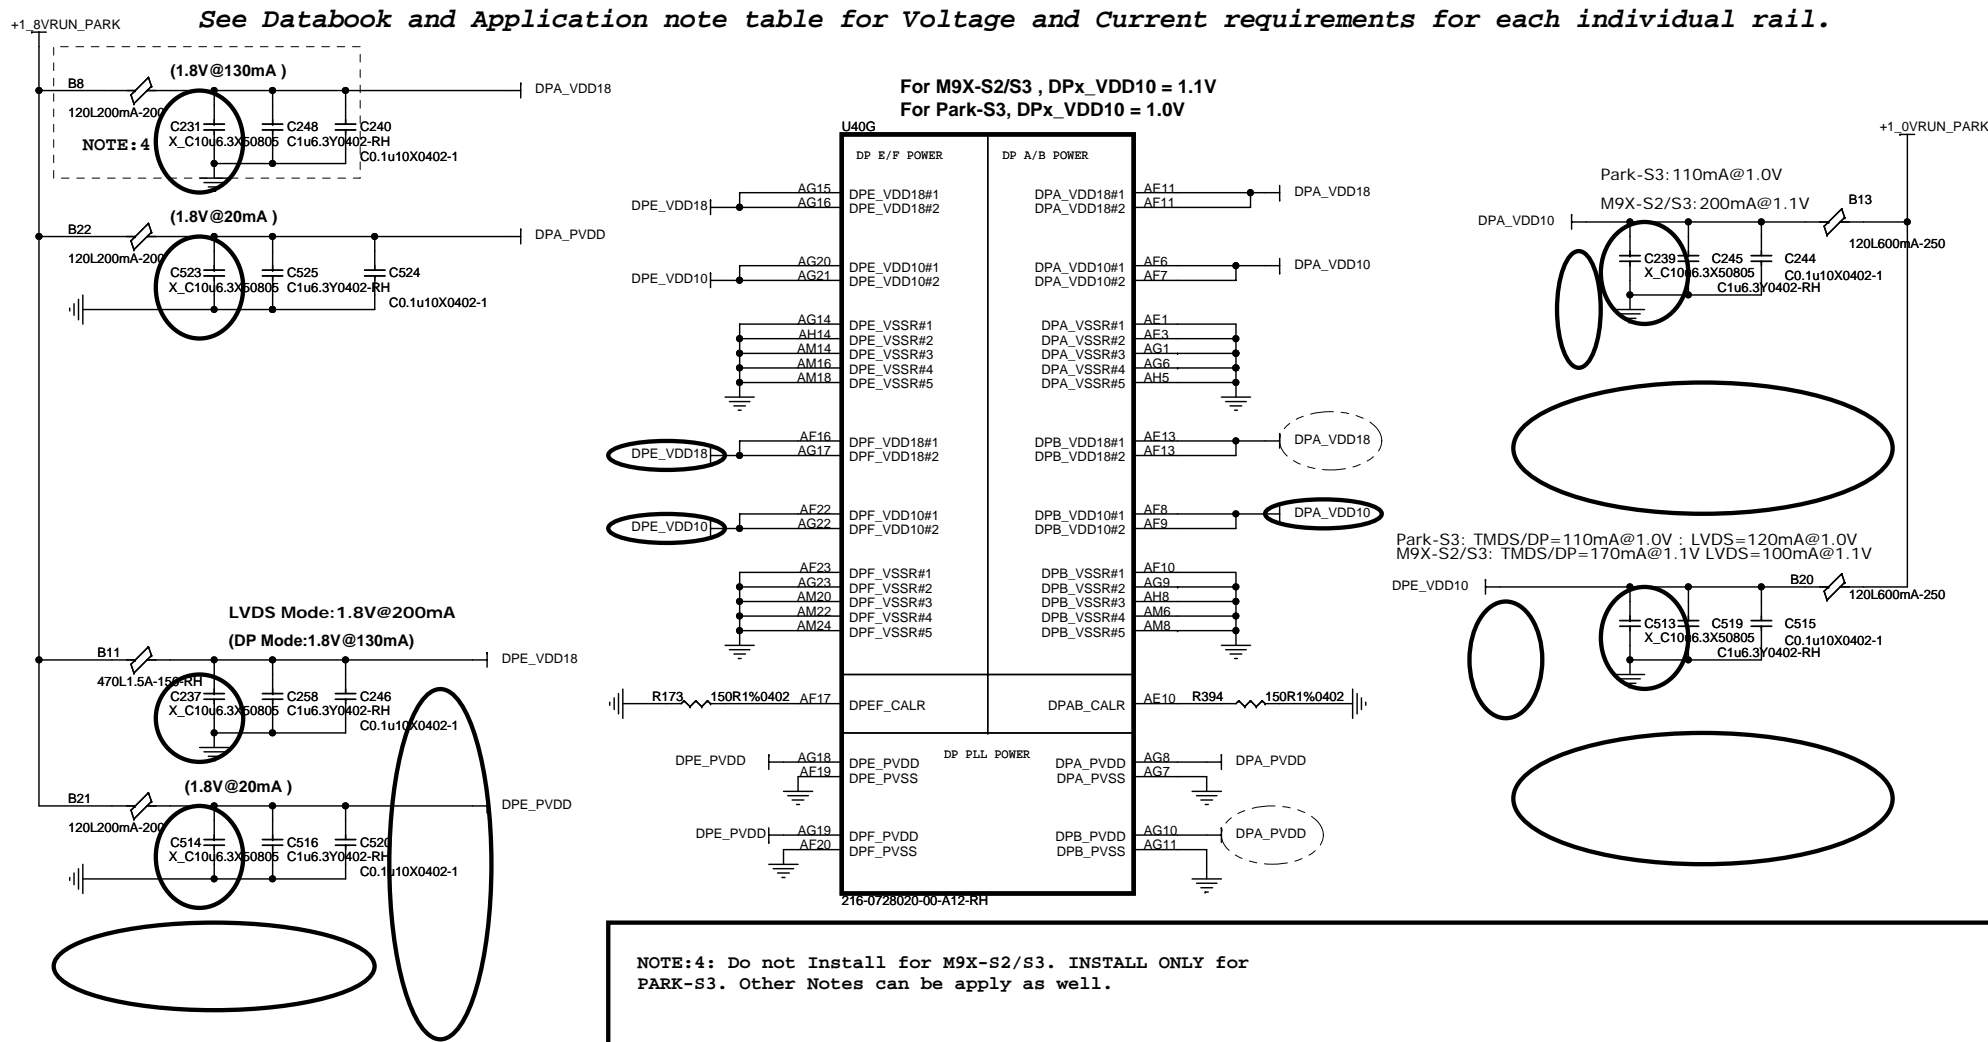 See Databook and Application note table for Voltage and Current requirements for each individual rail.
+1_8VRUN_PARK
(1.8V@130mA )
B8
DPA_VDD18
120L200mA-200
C231
C248
C240
X_C10u6.3X50805
C1u6.3Y0402-RH
C0.1u10X0402-1
NOTE:4
(1.8V@20mA )
B22
DPA_PVDD
120L200mA-200
C523
C525
C524
X_C10u6.3X50805
C1u6.3Y0402-RH
C0.1u10X0402-1
LVDS Mode:1.8V@200mA
(DP Mode:1.8V@130mA)
B11
DPE_VDD18
470L1.5A-150-RH
C237
C258
C246
X_C10u6.3X50805
C1u6.3Y0402-RH
C0.1u10X0402-1
(1.8V@20mA )
B21
DPE_PVDD
120L200mA-200
C514
C516
C520
X_C10u6.3X50805
C1u6.3Y0402-RH
C0.1u10X0402-1
For M9X-S2/S3 , DPx_VDD10 = 1.1V
For Park-S3, DPx_VDD10 = 1.0V
U40G
DP E/F POWER
DP A/B POWER
AG15 DPE_VDD18#1 DPA_VDD18#1 AE11 DPA_VDD18
DPE_VDD18 AG16 DPE_VDD18#2 DPA_VDD18#2 AF11
AG20 DPE_VDD10#1 DPA_VDD10#1 AF6 DPA_VDD10
DPE_VDD10 AG21 DPE_VDD10#2 DPA_VDD10#2 AF7
AG14 DPE_VSSR#1 DPA_VSSR#1 AE1
AH14 DPE_VSSR#2 DPA_VSSR#2 AE3
AM14 DPE_VSSR#3 DPA_VSSR#3 AG1
AM16 DPE_VSSR#4 DPA_VSSR#4 AG6
AM18 DPE_VSSR#5 DPA_VSSR#5 AH5
AF16 DPF_VDD18#1 DPB_VDD18#1 AE13 DPA_VDD18
DPE_VDD18 AG17 DPF_VDD18#2 DPB_VDD18#2 AF13
AF22 DPF_VDD10#1 DPB_VDD10#1 AF8 DPA_VDD10
DPE_VDD10 AG22 DPF_VDD10#2 DPB_VDD10#2 AF9
AF23 DPF_VSSR#1 DPB_VSSR#1 AF10
AG23 DPF_VSSR#2 DPB_VSSR#2 AG9
AM20 DPF_VSSR#3 DPB_VSSR#3 AH8
AM22 DPF_VSSR#4 DPB_VSSR#4 AM6
AM24 DPF_VSSR#5 DPB_VSSR#5 AM8
R173 150R1%0402 AF17 DPEF_CALR DPAB_CALR AE10 R394 150R1%0402
DP PLL POWER
DPE_PVDD AG18 DPE_PVDD DPA_PVDD AG8 DPA_PVDD
AF19 DPE_PVSS DPA_PVSS AG7
DPE_PVDD AG19 DPF_PVDD DPB_PVDD AG10 DPA_PVDD
AF20 DPF_PVSS DPB_PVSS AG11
216-0728020-00-A12-RH
+1_0VRUN_PARK
Park-S3:110mA@1.0V
M9X-S2/S3:200mA@1.1V
B13
DPA_VDD10
120L600mA-250
C239
C245
C244
X_C10u6.3X50805
C0.1u10X0402-1
C1u6.3Y0402-RH
Park-S3: TMDS/DP=110mA@1.0V : LVDS=120mA@1.0V
M9X-S2/S3: TMDS/DP=170mA@1.1V LVDS=100mA@1.1V
B20
DPE_VDD10
120L600mA-250
C513
C519
C515
X_C10u6.3X50805
C0.1u10X0402-1
C1u6.3Y0402-RH
NOTE:4: Do not Install for M9X-S2/S3. INSTALL ONLY for
PARK-S3. Other Notes can be apply as well.